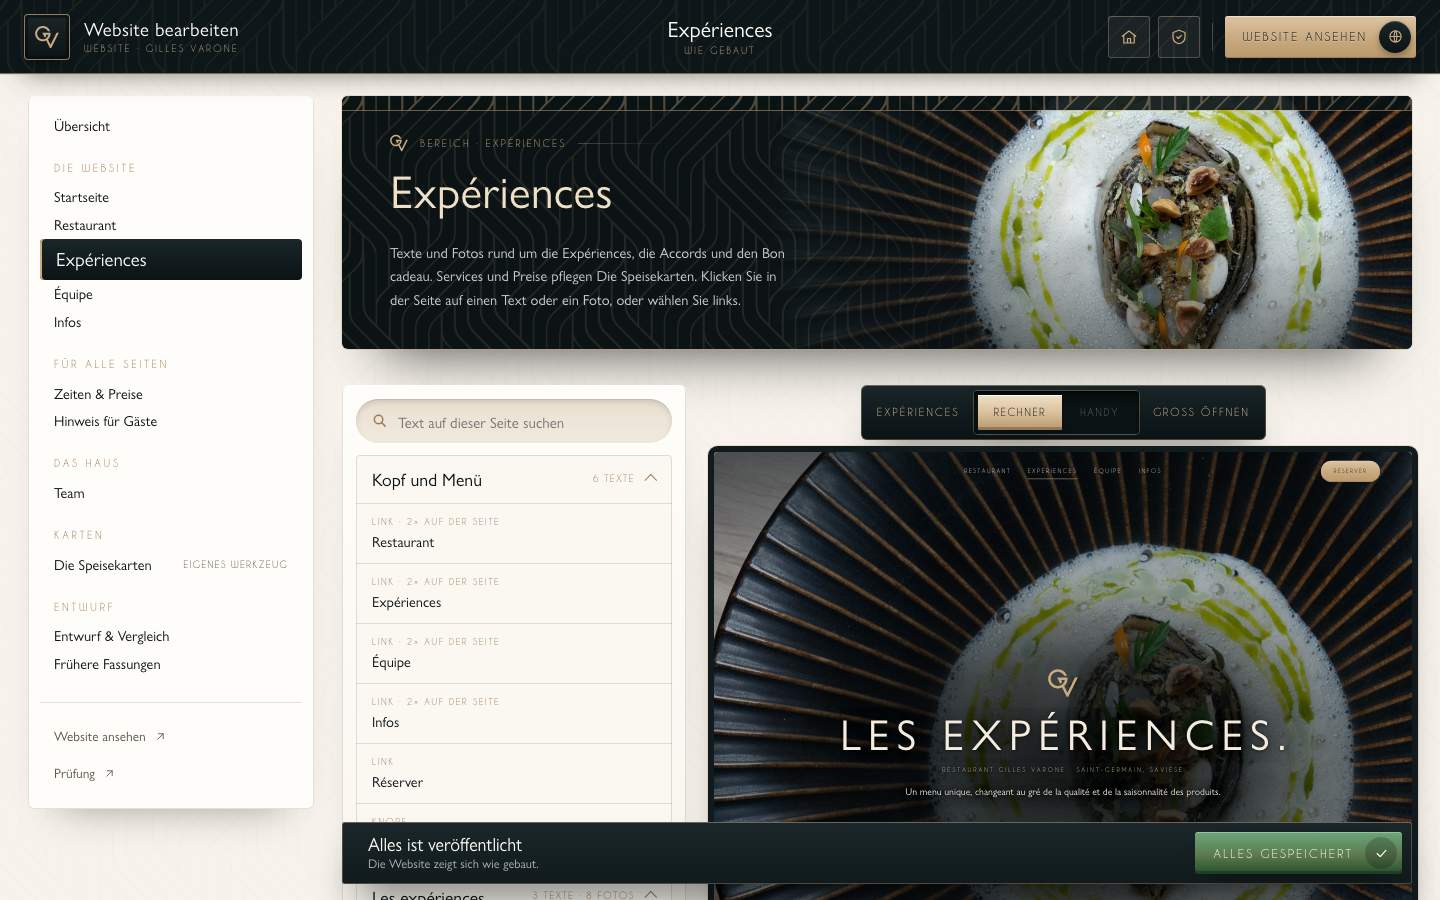 Website bearbeiten
WEBSITE · GILLES VARONE
Expériences
WIE GEBAUT
WEBSITE ANSEHEN
Übersicht
DIE WEBSITE
Startseite
Restaurant
Expériences
Équipe
Infos
FÜR ALLE SEITEN
Zeiten & Preise
Hinweis für Gäste
DAS HAUS
Team
KARTEN
Die Speisekarten
EIGENES WERKZEUG
ENTWURF
Entwurf & Vergleich
Frühere Fassungen
Website ansehen
Prüfung
BEREICH · EXPÉRIENCES
Expériences
Texte und Fotos rund um die Expériences, die Accords und den Bon
cadeau. Services und Preise pflegen Die Speisekarten. Klicken Sie in
der Seite auf einen Text oder ein Foto, oder wählen Sie links.
Text auf dieser Seite suchen
Kopf und Menü
6 TEXTE
LINK · 2× AUF DER SEITE
Restaurant
LINK · 2× AUF DER SEITE
Expériences
LINK · 2× AUF DER SEITE
Équipe
LINK · 2× AUF DER SEITE
Infos
LINK
Réserver
KNOPF
Les expériences
3 TEXTE · 8 FOTOS
EXPÉRIENCES
RECHNER
HANDY
GROSS ÖFFNEN
RESTAURANT
EXPÉRIENCES
ÉQUIPE
INFOS
RÉSERVER
LES EXPÉRIENCES.
RESTAURANT GILLES VARONE · SAINT-GERMAIN, SAVIÈSE
Un menu unique, changeant au gré de la qualité et de la saisonnalité des produits.
Alles ist veröffentlicht
Die Website zeigt sich wie gebaut.
ALLES GESPEICHERT